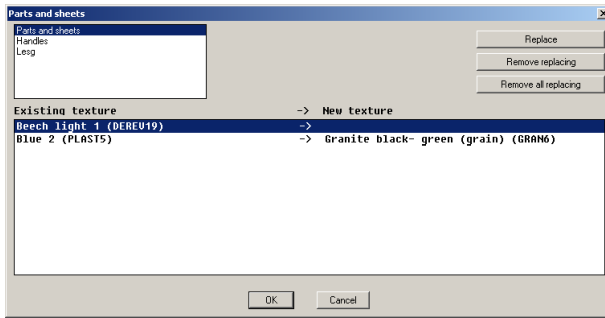 Parts and sheets
Parts and sheets
Handles
Lesg
Replace
Remove replacing
Remove all replacing
Existing texture -> New texture
Beech light 1 (DEREV19) ->
Blue 2 (PLAST5) -> Granite black- green (grain) (GRAN6)
OK Cancel